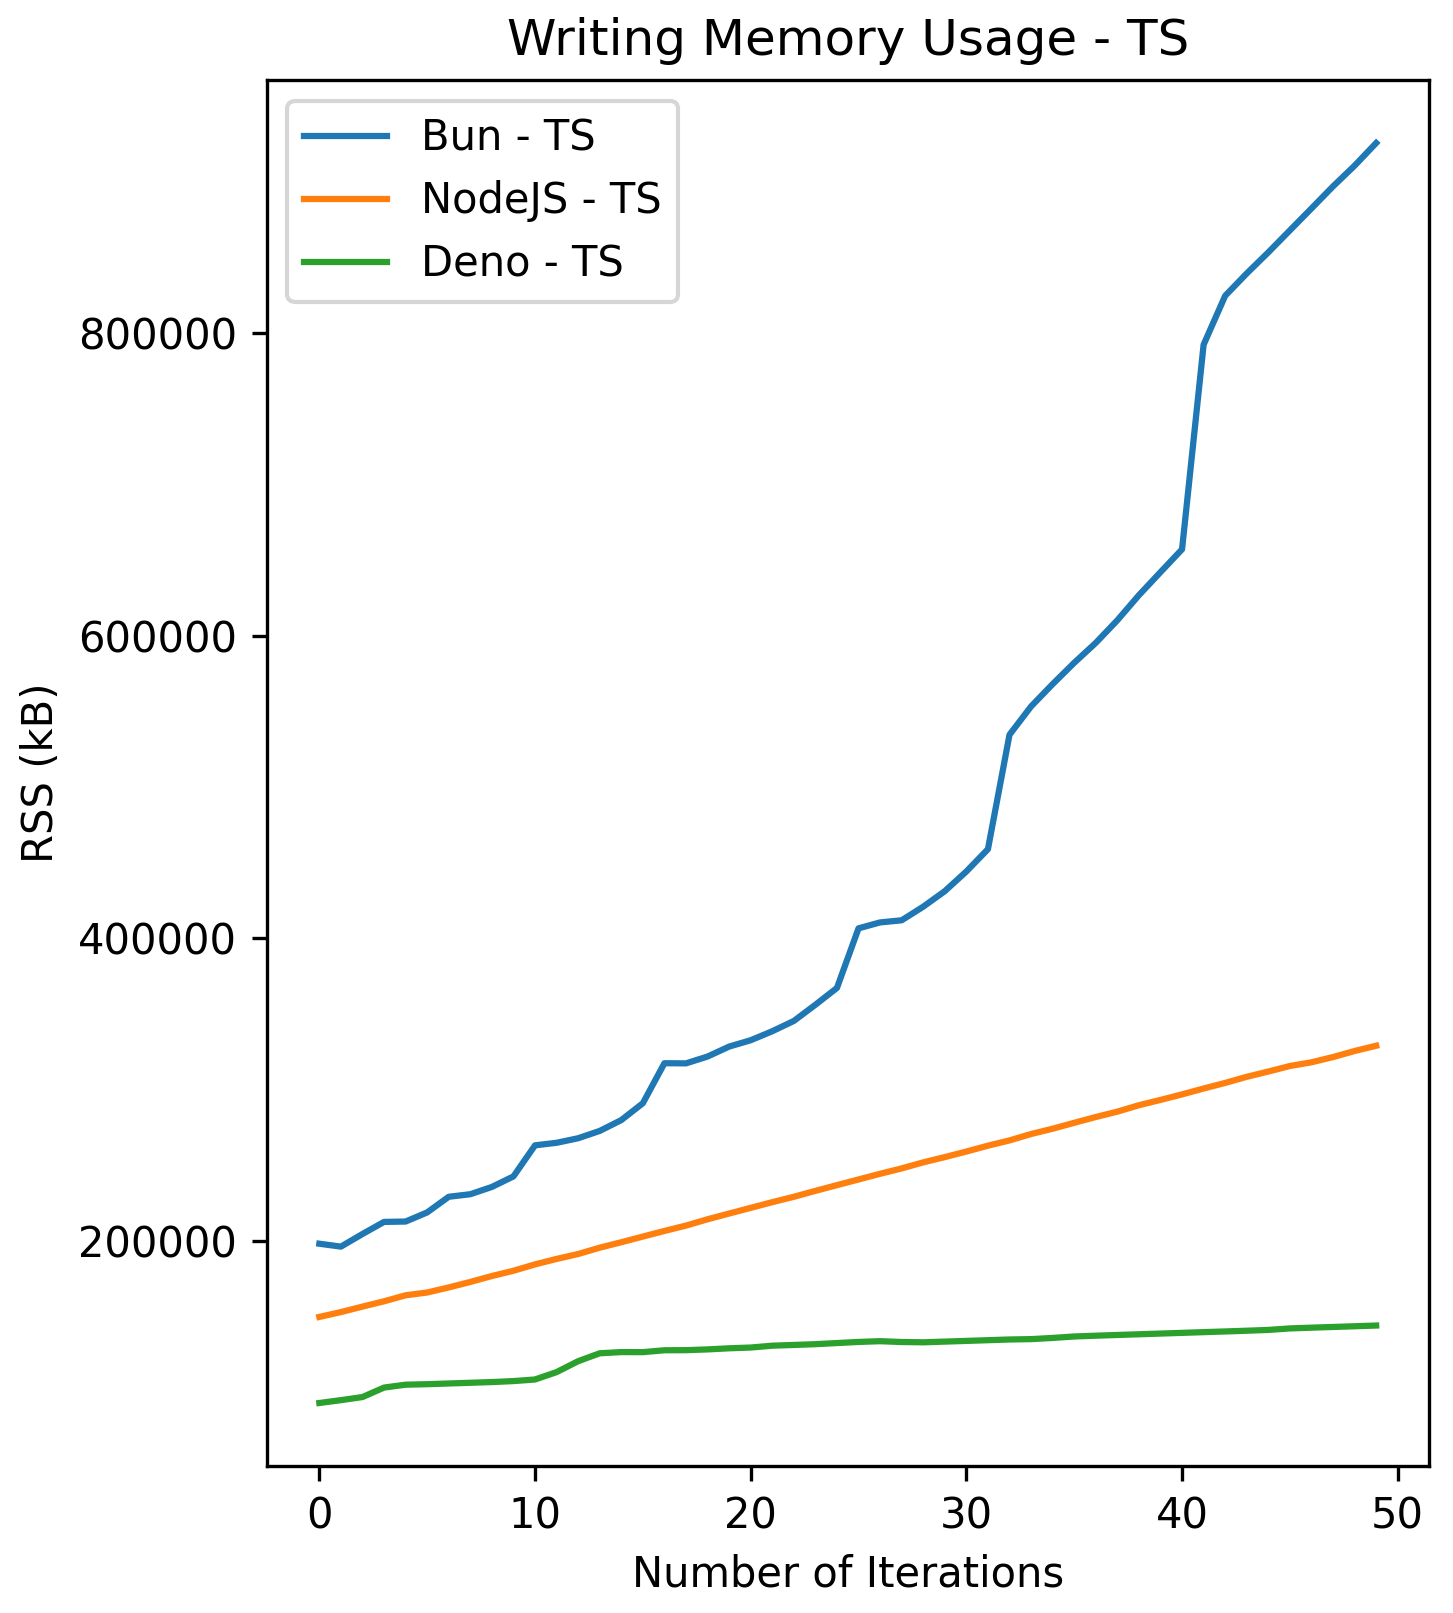 Writing Memory Usage - TS
Bun - TS
NodeJS - TS
Deno - TS
800000
600000
400000
200000
RSS (kB)
0 10 20 30 40 50
Number of Iterations